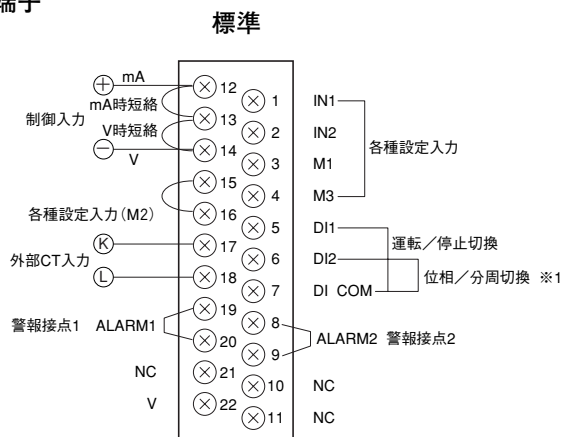 端子
標準
⊕ mA 12
1 IN1
mA時短絡
制御入力 13
2 IN2 各種設定入力
V時短絡
⊖ V 14
3 M1
15
4 M3
各種設定入力(M2) 16
5 DI1 運転/停止切換
外部CT入力 K 17
6 DI2 位相/分周切換 ※1
L 18
7 DI COM
19
警報接点1 ALARM1
8
20
ALARM2 警報接点2
9
NC 21
10 NC
V 22
11 NC